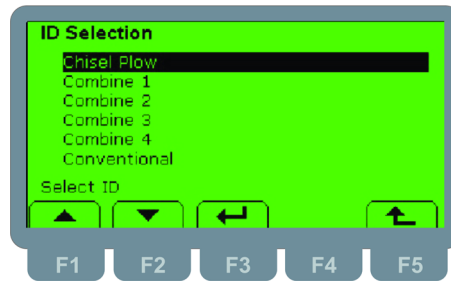 ID Selection
Chisel Plow
Combine 1
Combine 2
Combine 3
Combine 4
Conventional
Select ID
F1 F2 F3 F4 F5